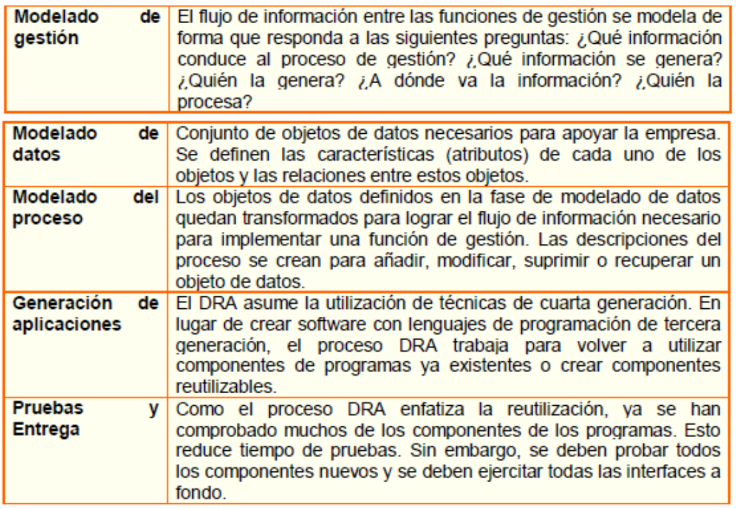 Modelado de gestión
El flujo de información entre las funciones de gestión se modela de
forma que responda a las siguientes preguntas: ¿Qué información
conduce al proceso de gestión? ¿Qué información se genera?
¿Quién la genera? ¿A dónde va la información? ¿Quién la
procesa?
Modelado de datos
Conjunto de objetos de datos necesarios para apoyar la empresa.
Se definen las características (atributos) de cada uno de los
objetos y las relaciones entre estos objetos.
Modelado del proceso
Los objetos de datos definidos en la fase de modelado de datos
quedan transformados para lograr el flujo de información necesario
para implementar una función de gestión. Las descripciones del
proceso se crean para añadir, modificar, suprimir o recuperar un
objeto de datos.
Generación de aplicaciones
El DRA asume la utilización de técnicas de cuarta generación. En
lugar de crear software con lenguajes de programación de tercera
generación, el proceso DRA trabaja para volver a utilizar
componentes de programas ya existentes o crear componentes
reutilizables.
Pruebas y Entrega
Como el proceso DRA enfatiza la reutilización, ya se han
comprobado muchos de los componentes de los programas. Esto
reduce tiempo de pruebas. Sin embargo, se deben probar todos
los componentes nuevos y se deben ejercitar todas las interfaces a
fondo.